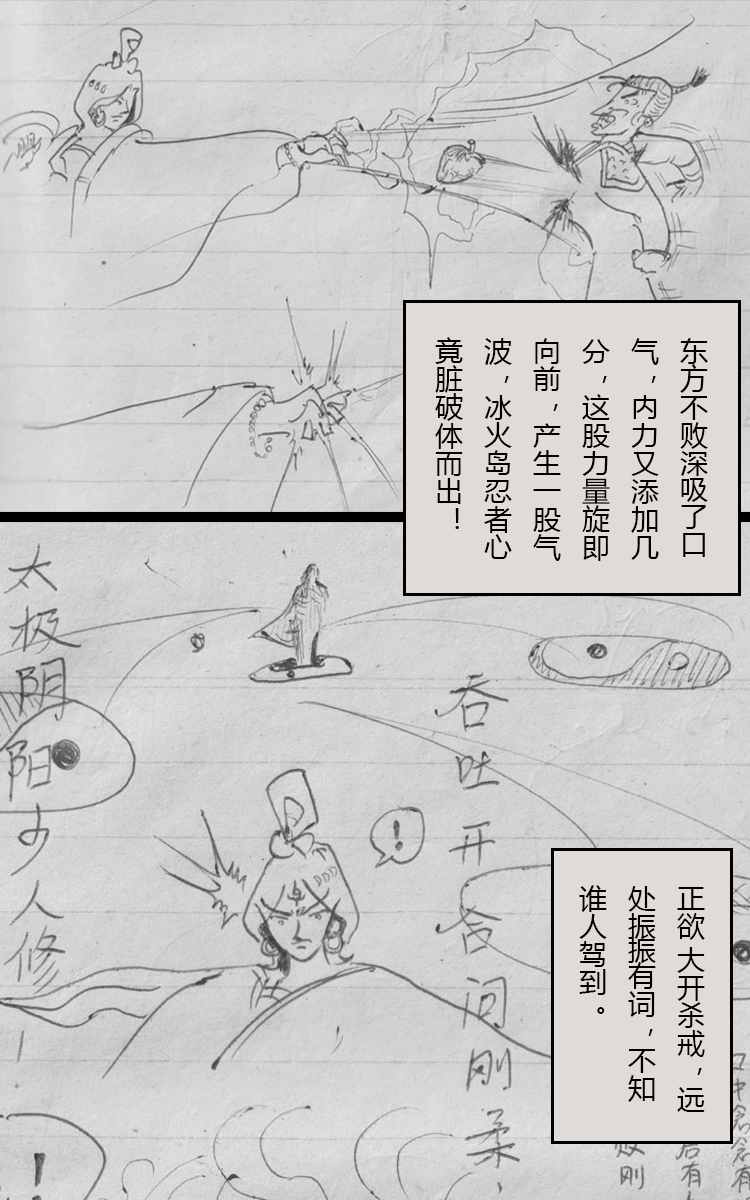 东方不败深吸了口
气，内力又添加几
分，这股力量旋即
向前，产生一股气
波，冰火岛忍者心
竟脏破体而出！
太极阴阳少人修，
吞吐开合问刚柔，
！
正欲大开杀戒，远
处振振有词，不知
谁人驾到。
！